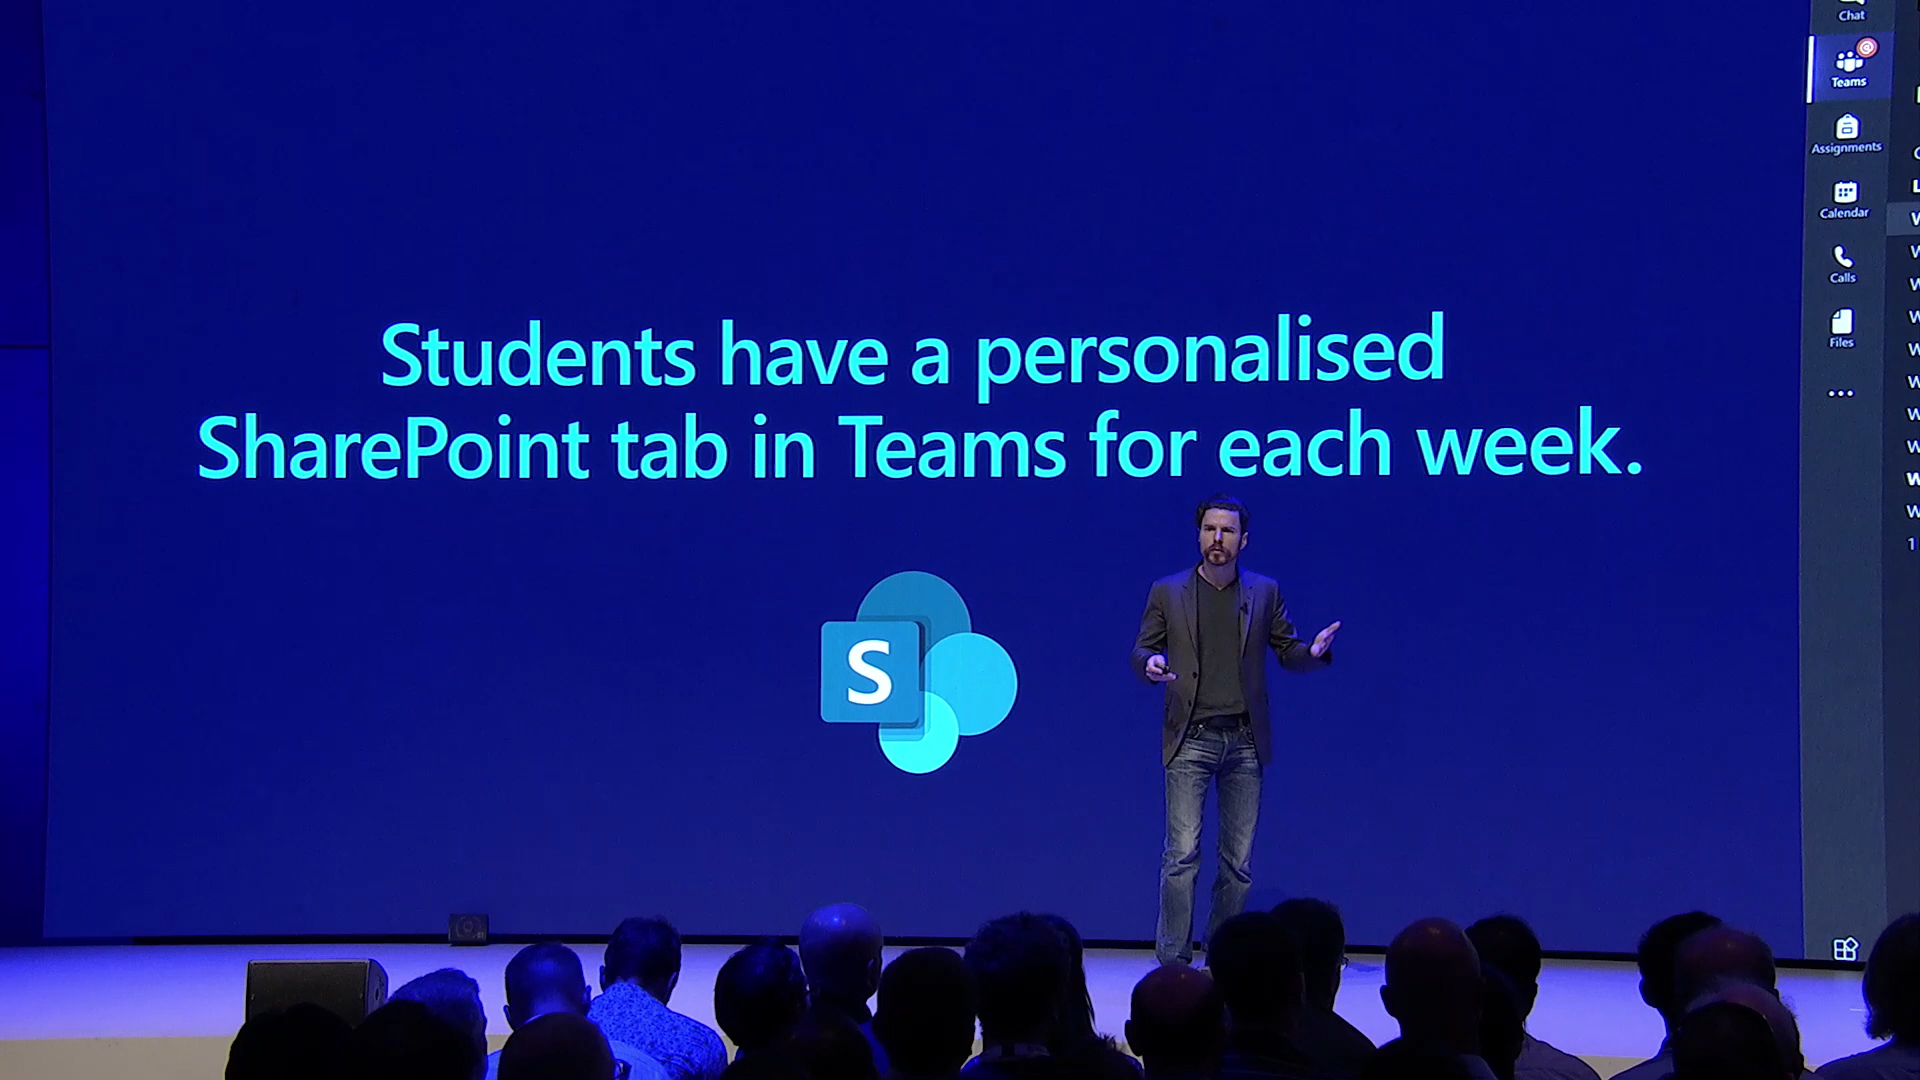 Students have a personalised
SharePoint tab in Teams for each week.
S
Chat
Teams
Assignments
Calendar
Calls
Files